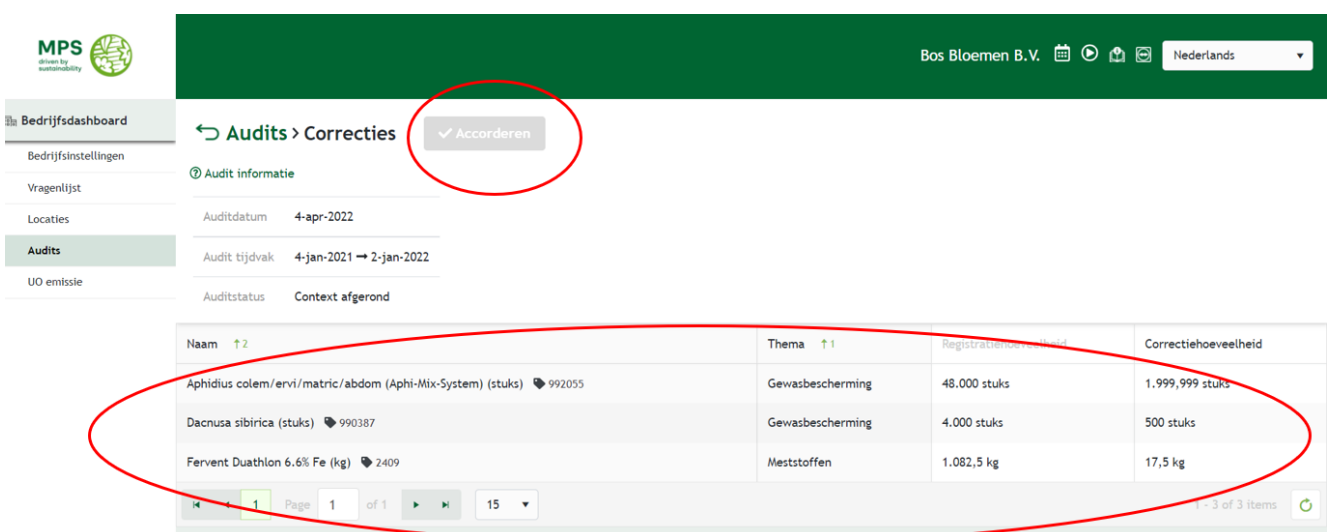 MPS
driven by
sustainability
Bos Bloemen B.V. Nederlands
Bedrijfsdashboard
Bedrijfsinstellingen
Vragenlijst
Locaties
Audits
UO emissie
Audits > Correcties Accorderen
Audit informatie
Auditdatum 4-apr-2022
Audit tijdvak 4-jan-2021 → 2-jan-2022
Auditstatus Context afgerond
Naam ↑2 Thema ↑1 Registratiehoeveelheid Correctiehoeveelheid
Aphidius colem/ervi/matric/abdom (Aphi-Mix-System) (stuks) 992055 Gewasbescherming 48.000 stuks 1.999,999 stuks
Dacnusa sibirica (stuks) 990387 Gewasbescherming 4.000 stuks 500 stuks
Fervent Duathlon 6.6% Fe (kg) 2409 Meststoffen 1.082,5 kg 17,5 kg
1 Page 1 of 1 15 1 - 3 of 3 items